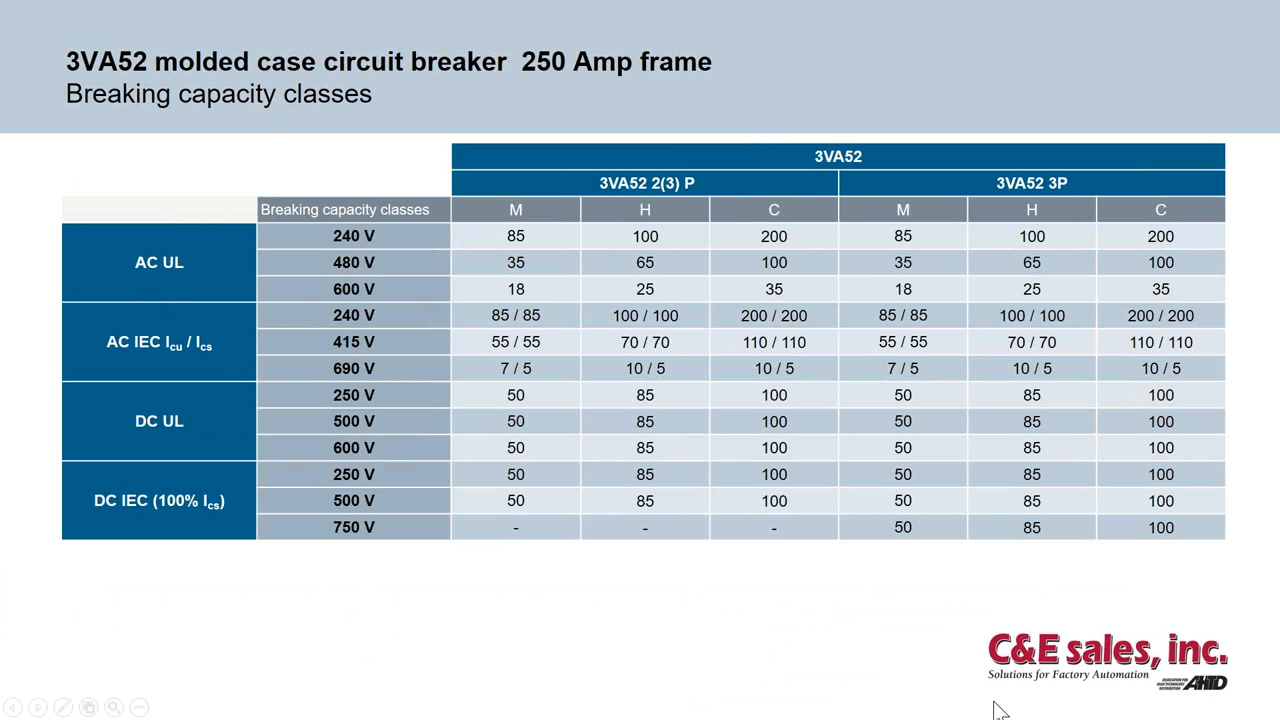 3VA52 molded case circuit breaker 250 Amp frame
Breaking capacity classes
3VA52
3VA52 2(3) P 3VA52 3P
Breaking capacity classes M H C M H C
AC UL
240 V 85 100 200 85 100 200
480 V 35 65 100 35 65 100
600 V 18 25 35 18 25 35
AC IEC Icu / Ics
240 V 85 / 85 100 / 100 200 / 200 85 / 85 100 / 100 200 / 200
415 V 55 / 55 70 / 70 110 / 110 55 / 55 70 / 70 110 / 110
690 V 7 / 5 10 / 5 10 / 5 7 / 5 10 / 5 10 / 5
DC UL
250 V 50 85 100 50 85 100
500 V 50 85 100 50 85 100
600 V 50 85 100 50 85 100
DC IEC (100% Ics)
250 V 50 85 100 50 85 100
500 V 50 85 100 50 85 100
750 V - - - 50 85 100
C&E sales, inc.
Solutions for Factory Automation
ASSOCIATION FOR
HIGH TECHNOLOGY
DISTRIBUTION
AHTD